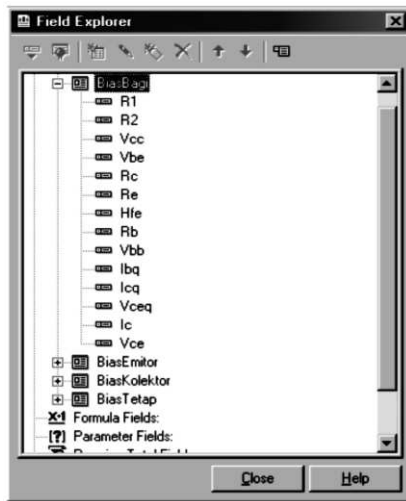 Field Explorer
BiasBagi
R1
R2
Vcc
Vbe
Rc
Re
Hfe
Rb
Vbb
Ibq
Icq
Vceq
Ic
Vce
BiasEmitor
BiasKolektor
BiasTetap
X·1 Formula Fields:
[?] Parameter Fields:
Close Help